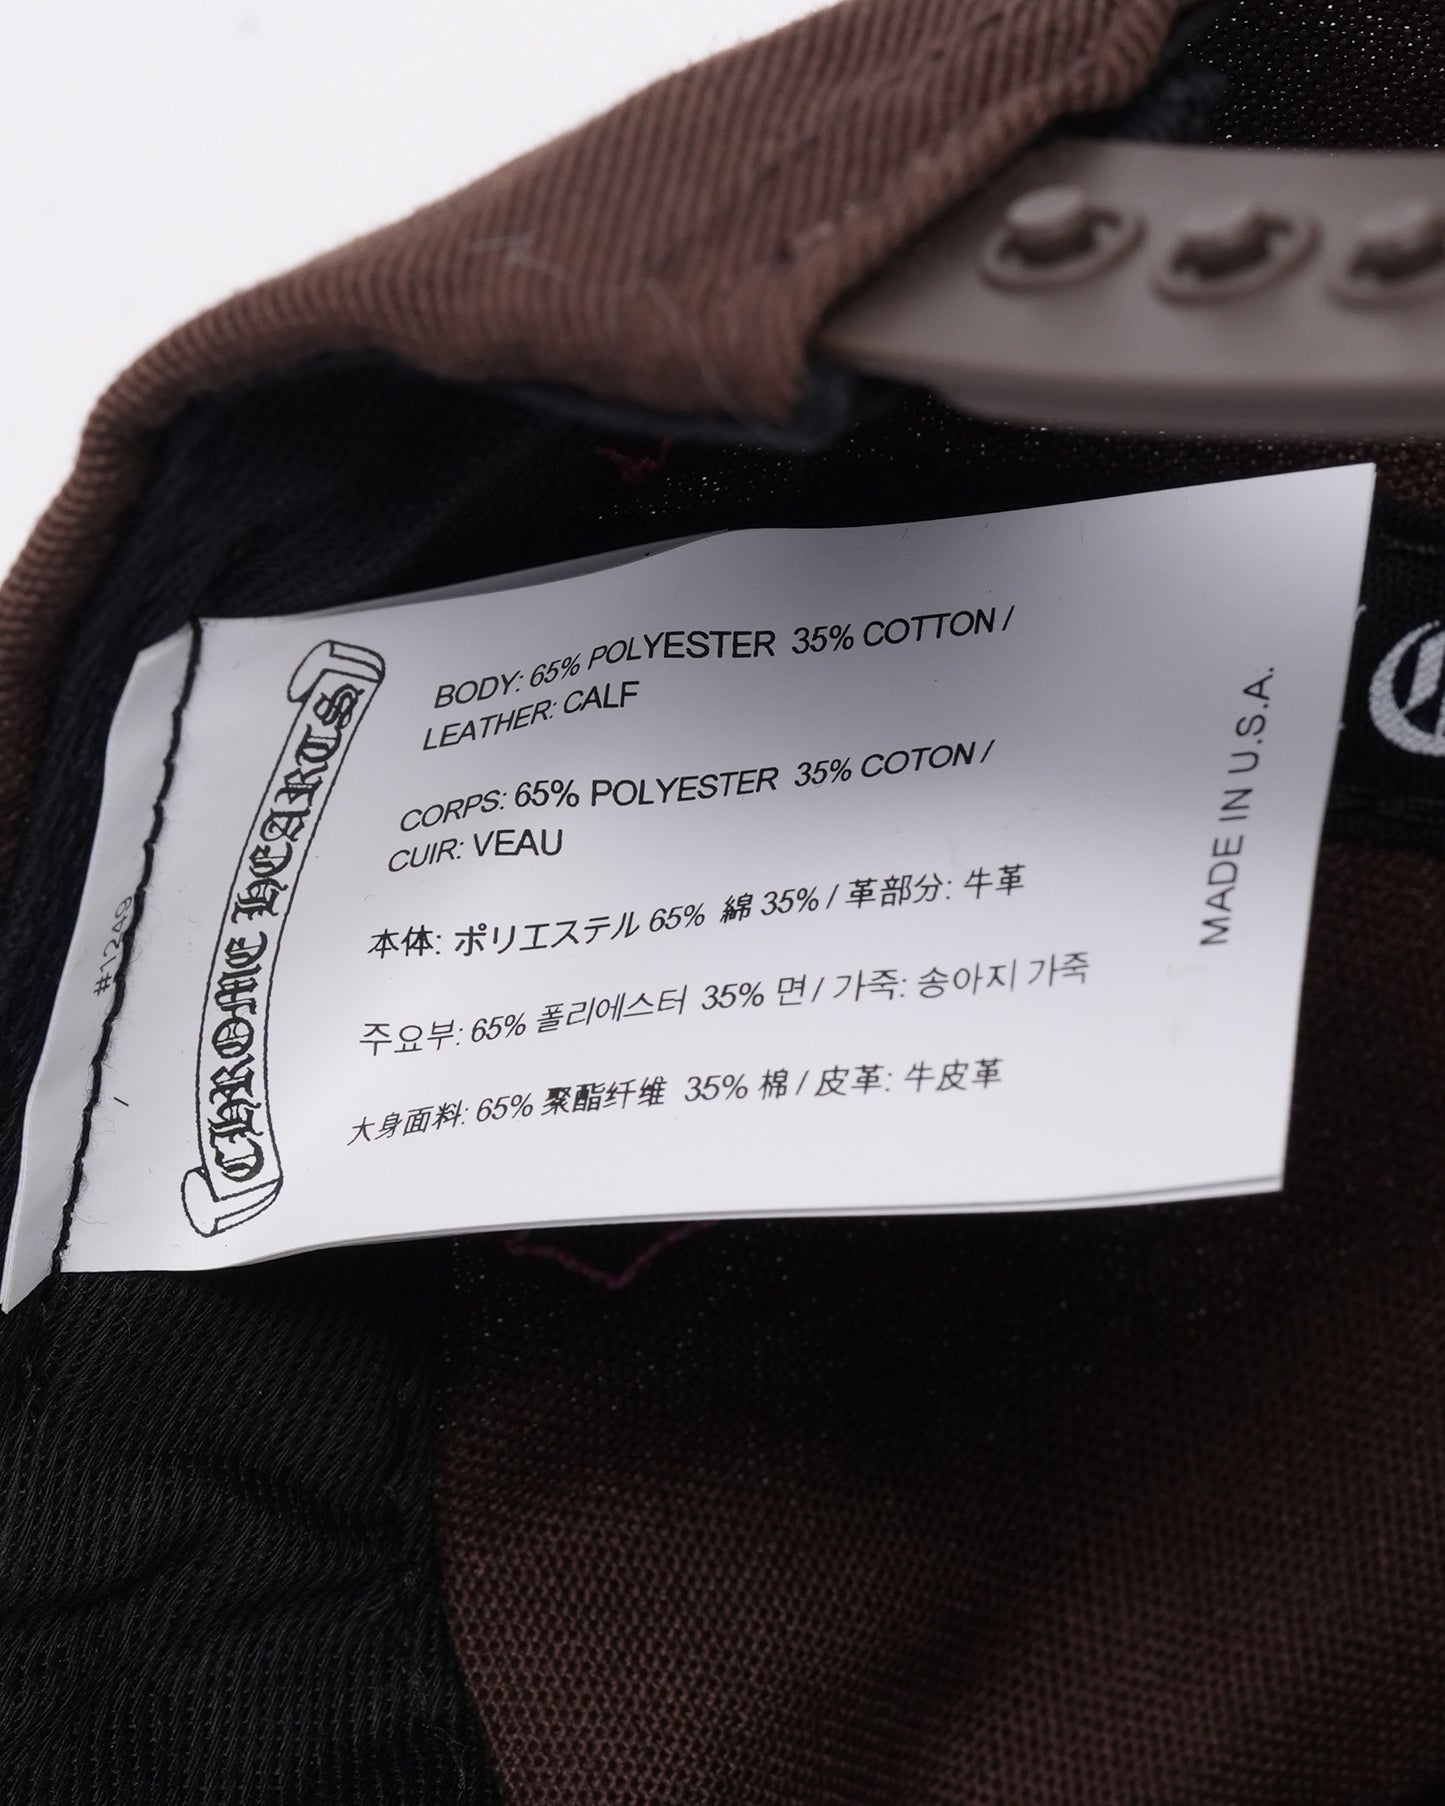 BODY: 65% POLYESTER 35% COTTON /
LEATHER: CALF
CORPS: 65% POLYESTER 35% COTON /
CUIR: VEAU
本体: ポリエステル 65% 綿 35% / 革部分: 牛革
주요부: 65% 폴리에스터 35% 면 / 가죽: 송아지 가죽
大身面料: 65% 聚酯纤维 35% 棉 / 皮革: 牛皮革
CHROME HEARTS
MADE IN U.S.A.
#1249